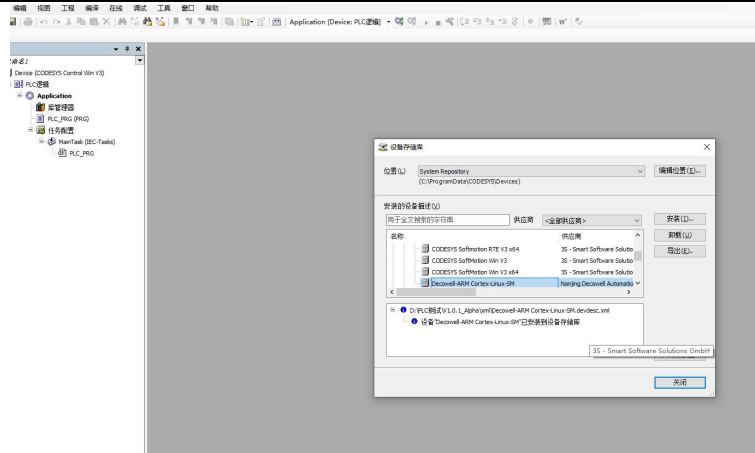 编辑 视图 工程 编译 在线 调试 工具 窗口 帮助
Application [Device: PLC逻辑]
Device (CODESYS Control Win V3)
PLC逻辑
Application
库管理器
PLC_PRG (PRG)
任务配置
MainTask (IEC-Tasks)
PLC_PRG
设备存储库
位置(L) System Repository 编辑位置(E)...
(C:\ProgramData\CODESYS\Devices)
安装的设备描述(V)
用于全文搜索的字符串 供应商 <全部供应商> 安装(I)...
名称 供应商 卸载(U)
导出(E)...
CODESYS Softmotion RTE V3 x64 3S - Smart Software Solutio
CODESYS SoftMotion Win V3 3S - Smart Software Solutio
CODESYS SoftMotion Win V3 x64 3S - Smart Software Solutio
Decowell-ARM Cortex-Linux-SM Nanjing Decowell Automatio
D:\PLC测试\V1.0.1_Alpha\xml\Decowell-ARM Cortex-Linux-SM.devdesc.xml
设备"Decowell-ARM Cortex-Linux-SM"已安装到设备存储库
3S - Smart Software Solutions GmbH
关闭